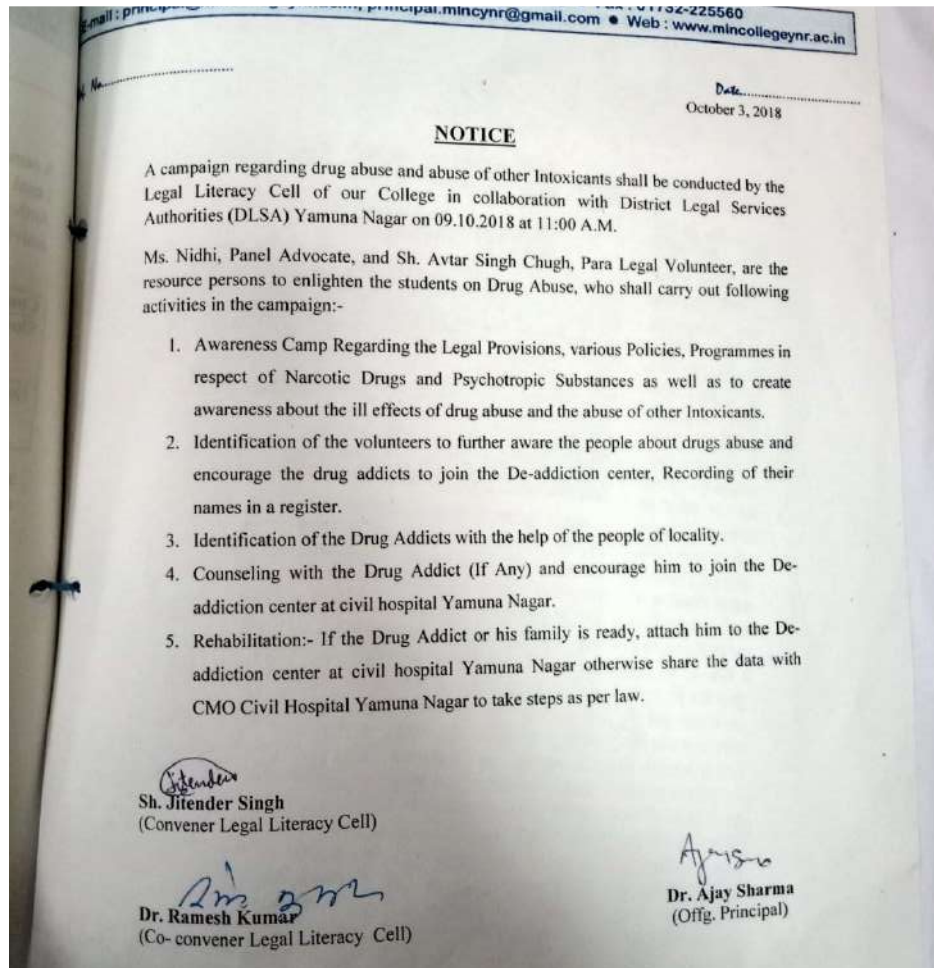 principal.mincynr@gmail.com ● Web : www.mincollegeynr.ac.in
No.
Date
October 3, 2018
NOTICE
A campaign regarding drug abuse and abuse of other Intoxicants shall be conducted by the
Legal Literacy Cell of our College in collaboration with District Legal Services
Authorities (DLSA) Yamuna Nagar on 09.10.2018 at 11:00 A.M.
Ms. Nidhi, Panel Advocate, and Sh. Avtar Singh Chugh, Para Legal Volunteer, are the
resource persons to enlighten the students on Drug Abuse, who shall carry out following
activities in the campaign:-
1. Awareness Camp Regarding the Legal Provisions, various Policies, Programmes in
respect of Narcotic Drugs and Psychotropic Substances as well as to create
awareness about the ill effects of drug abuse and the abuse of other Intoxicants.
2. Identification of the volunteers to further aware the people about drugs abuse and
encourage the drug addicts to join the De-addiction center, Recording of their
names in a register.
3. Identification of the Drug Addicts with the help of the people of locality.
4. Counseling with the Drug Addict (If Any) and encourage him to join the De-
addiction center at civil hospital Yamuna Nagar.
5. Rehabilitation:- If the Drug Addict or his family is ready, attach him to the De-
addiction center at civil hospital Yamuna Nagar otherwise share the data with
CMO Civil Hospital Yamuna Nagar to take steps as per law.
Jitender
Sh. Jitender Singh
(Convener Legal Literacy Cell)
Dr. Ajay Sharma
(Offg. Principal)
Dr. Ramesh Kumar
(Co- convener Legal Literacy Cell)